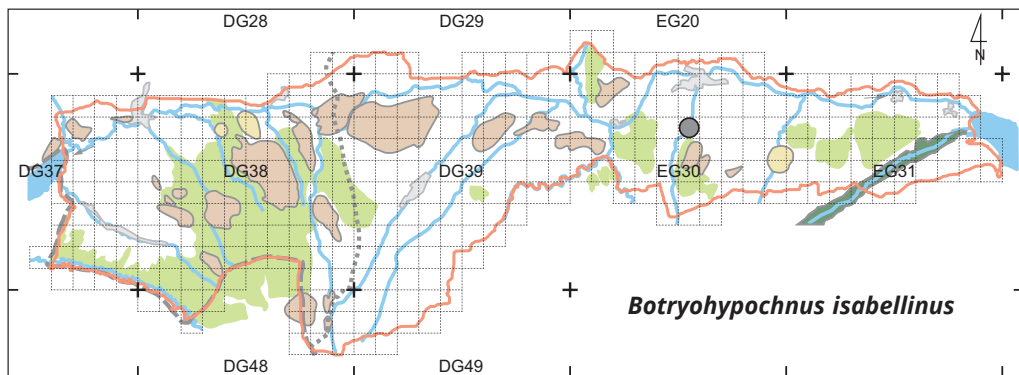 DG28 DG29 EG20
N
DG37 DG38 DG39 EG30 EG31
Botryohypochnus isabellinus
DG48 DG49